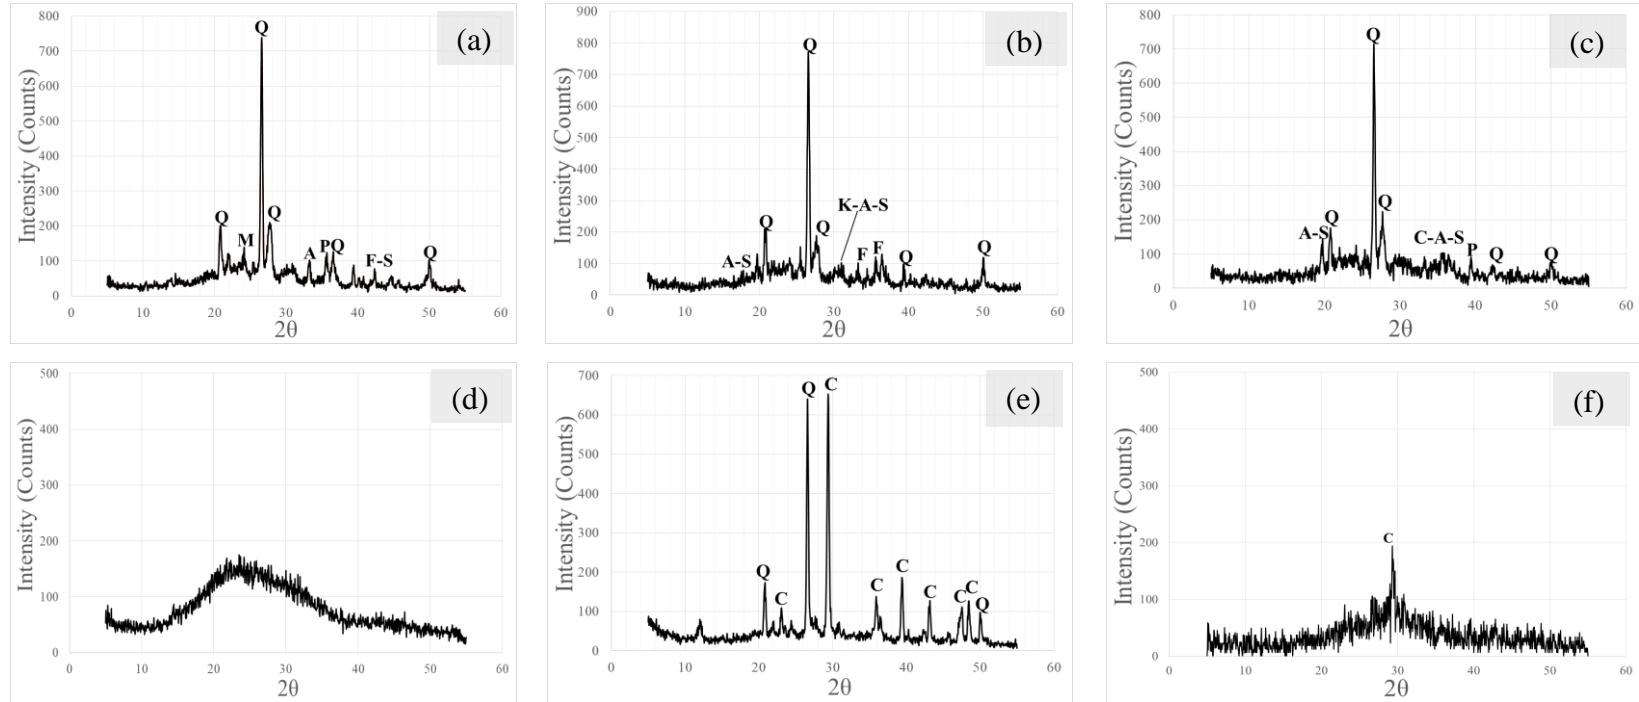 (a)
Intensity (Counts)
800
700
600
500
400
300
200
100
0
Q
Q
M
Q
A
P
Q
F-S
Q
0 10 20 30 40 50 60
2θ
(b)
Intensity (Counts)
900
800
700
600
500
400
300
200
100
0
Q
K-A-S
Q
Q
A-S
F
F
Q
Q
0 10 20 30 40 50 60
2θ
(c)
Intensity (Counts)
800
700
600
500
400
300
200
100
0
Q
Q
A-S
Q
C-A-S
P
Q
Q
0 10 20 30 40 50 60
2θ
(d)
Intensity (Counts)
500
400
300
200
100
0
0 10 20 30 40 50 60
2θ
(e)
Intensity (Counts)
700
600
500
400
300
200
100
0
Q
C
Q
C
C
C
C
C
C
Q
0 10 20 30 40 50 60
2θ
(f)
Intensity (Counts)
500
400
300
200
100
0
C
0 10 20 30 40 50 60
2θ